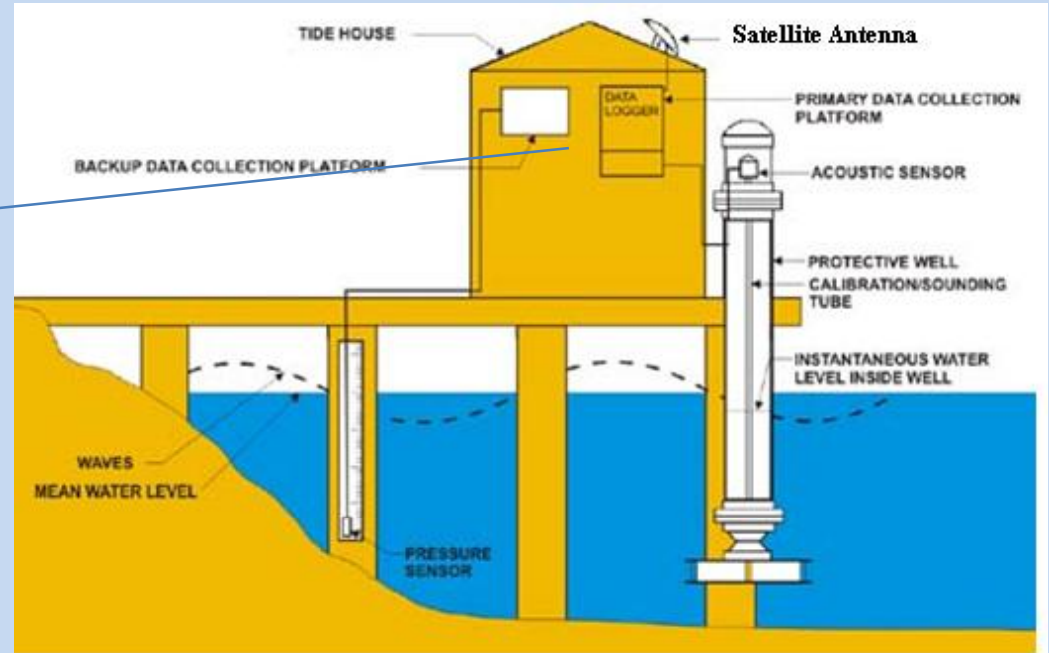 TIDE HOUSE
Satellite Antenna
DATA
LOGGER
PRIMARY DATA COLLECTION
PLATFORM
BACKUP DATA COLLECTION PLATFORM
ACOUSTIC SENSOR
PROTECTIVE WELL
CALIBRATION/SOUNDING
TUBE
INSTANTANEOUS WATER
LEVEL INSIDE WELL
WAVES
MEAN WATER LEVEL
PRESSURE
SENSOR